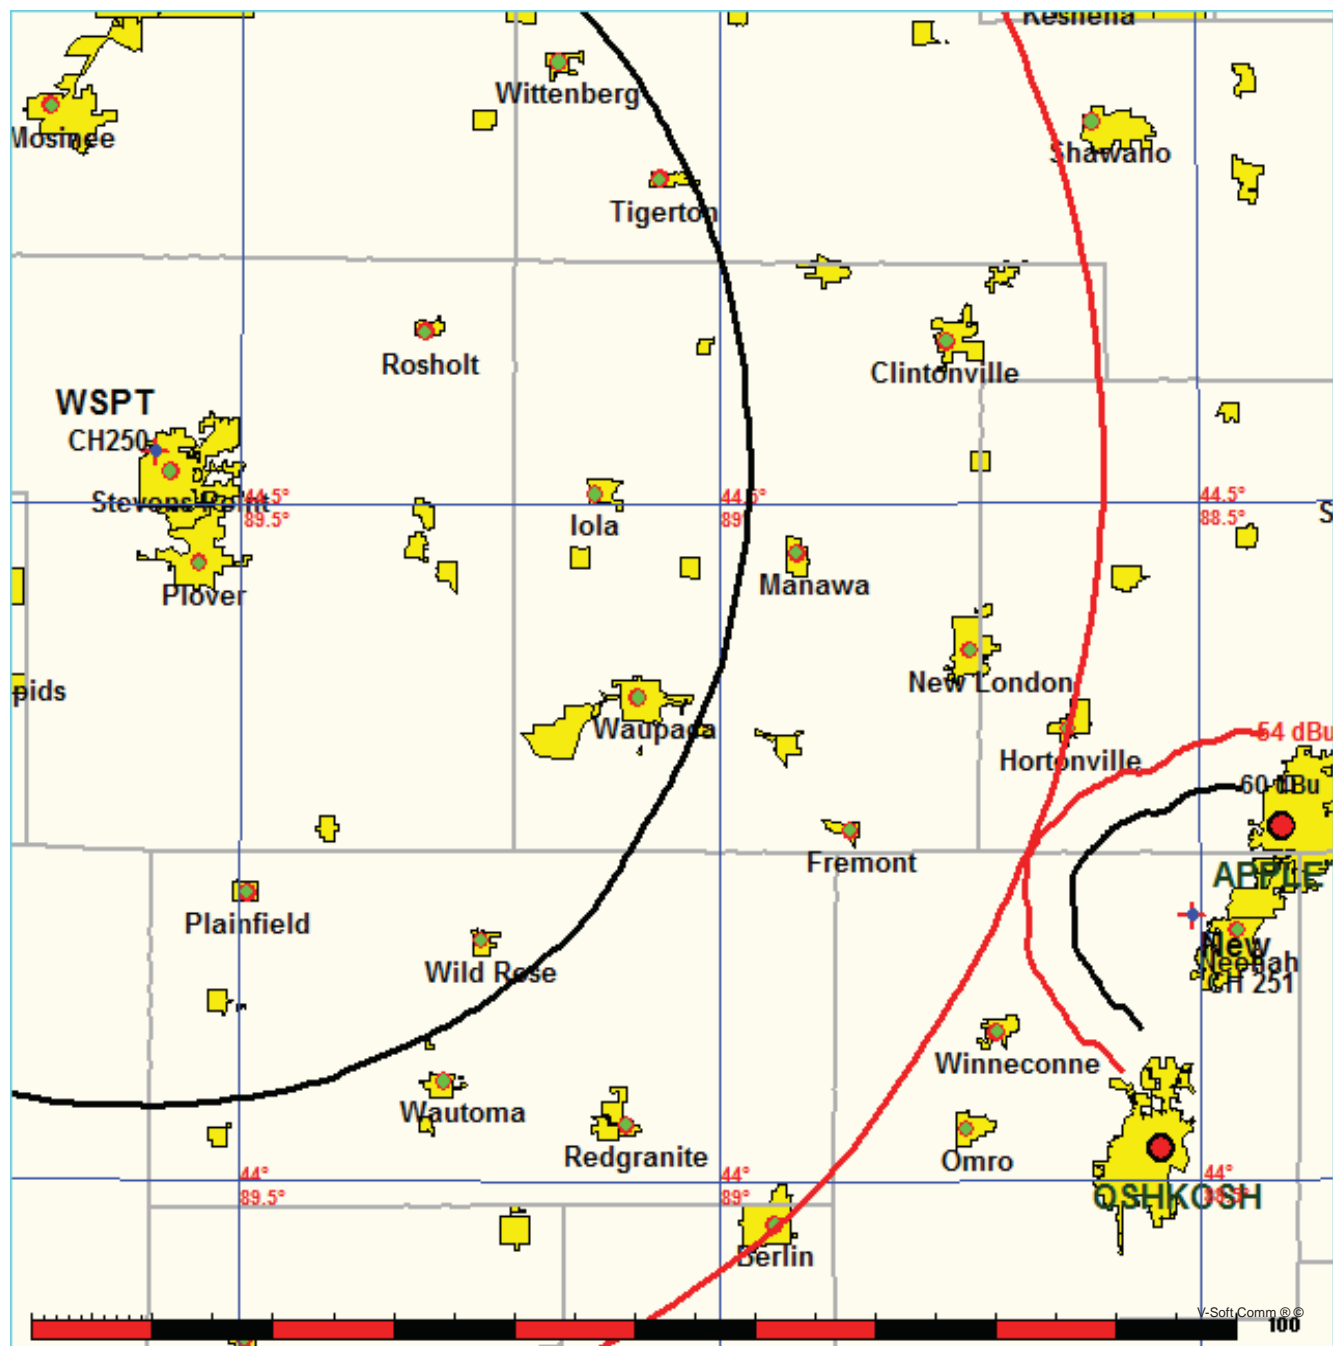 Keshena
Wittenberg
Mosinee
Shawano
Tigerton
Rosholt
Clintonville
WSPT
CH250
Stevens Point
44.5°
89.5°
44.5°
89°
44.5°
88.5°
S
Iola
Manawa
Plover
New London
pids
Waupaca
54 dBu
Hortonville
60 dBu
Fremont
APPLE
Plainfield
New
Wild Rose
Neenah
CH 251
Winneconne
Wautoma
Redgranite
Omro
44°
89.5°
44°
89°
44°
88.5°
OSHKOSH
Berlin
V-Soft Comm ® ©
100